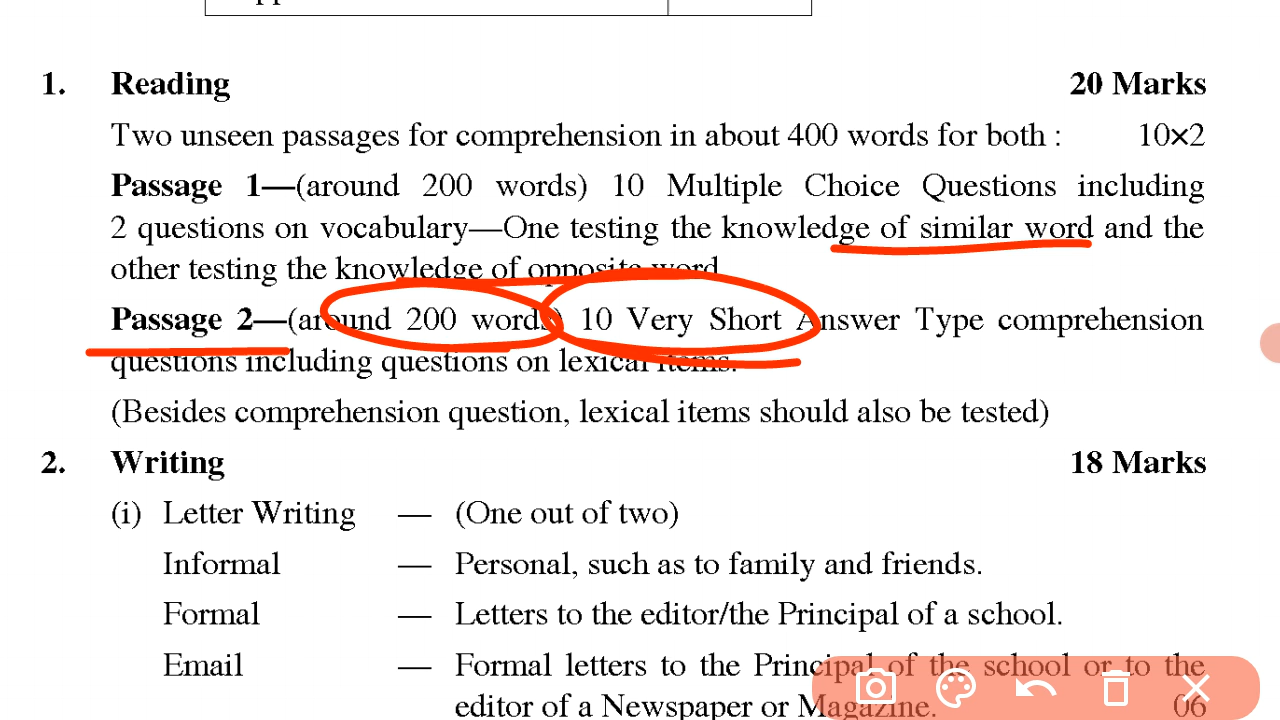 1. Reading 20 Marks
Two unseen passages for comprehension in about 400 words for both : 10×2
Passage 1—(around 200 words) 10 Multiple Choice Questions including
2 questions on vocabulary—One testing the knowledge of similar word and the
other testing the knowledge of opposite word.
Passage 2—(around 200 words) 10 Very Short Answer Type comprehension
questions including questions on lexical items.
(Besides comprehension question, lexical items should also be tested)
2. Writing 18 Marks
(i) Letter Writing — (One out of two)
Informal — Personal, such as to family and friends.
Formal — Letters to the editor/the Principal of a school.
Email — Formal letters to the Principal of the school or to the
editor of a Newspaper or Magazine. 06